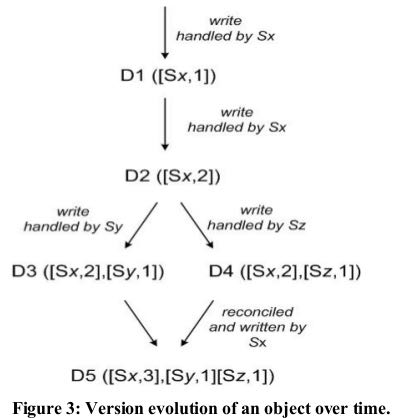 write
handled by Sx
D1 ([Sx,1])
write
handled by Sx
D2 ([Sx,2])
write
handled by Sy
write
handled by Sz
D3 ([Sx,2],[Sy,1])
D4 ([Sx,2],[Sz,1])
reconciled
and written by
Sx
D5 ([Sx,3],[Sy,1][Sz,1])
Figure 3: Version evolution of an object over time.